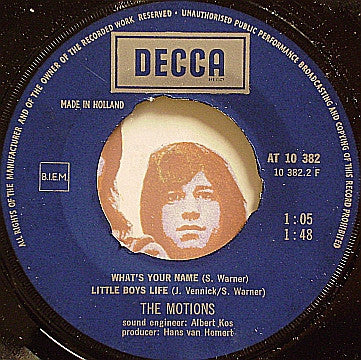 ALL RIGHTS OF THE MANUFACTURER AND OF THE OWNER OF THE RECORDED WORK RESERVED • UNAUTHORISED PUBLIC PERFORMANCE BROADCASTING AND COPYING OF THIS RECORD PROHIBITED
DECCA
MADE IN HOLLAND
B.I.E.M.
AT 10 382
10 382.2 F
1:05
1:48
WHAT'S YOUR NAME (S. Warner)
LITTLE BOYS LIFE (J. Vennick/S. Warner)
THE MOTIONS
sound engineer: Albert Kos
producer: Hans van Hemert